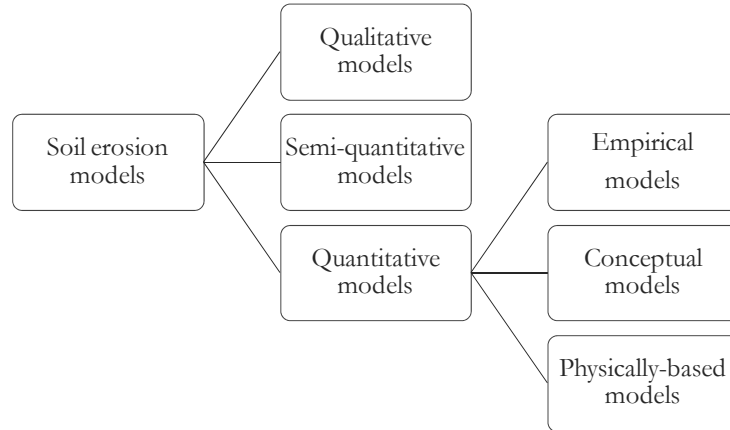 Soil erosion
models
Qualitative
models
Semi-quantitative
models
Quantitative
models
Empirical
models
Conceptual
models
Physically-based
models